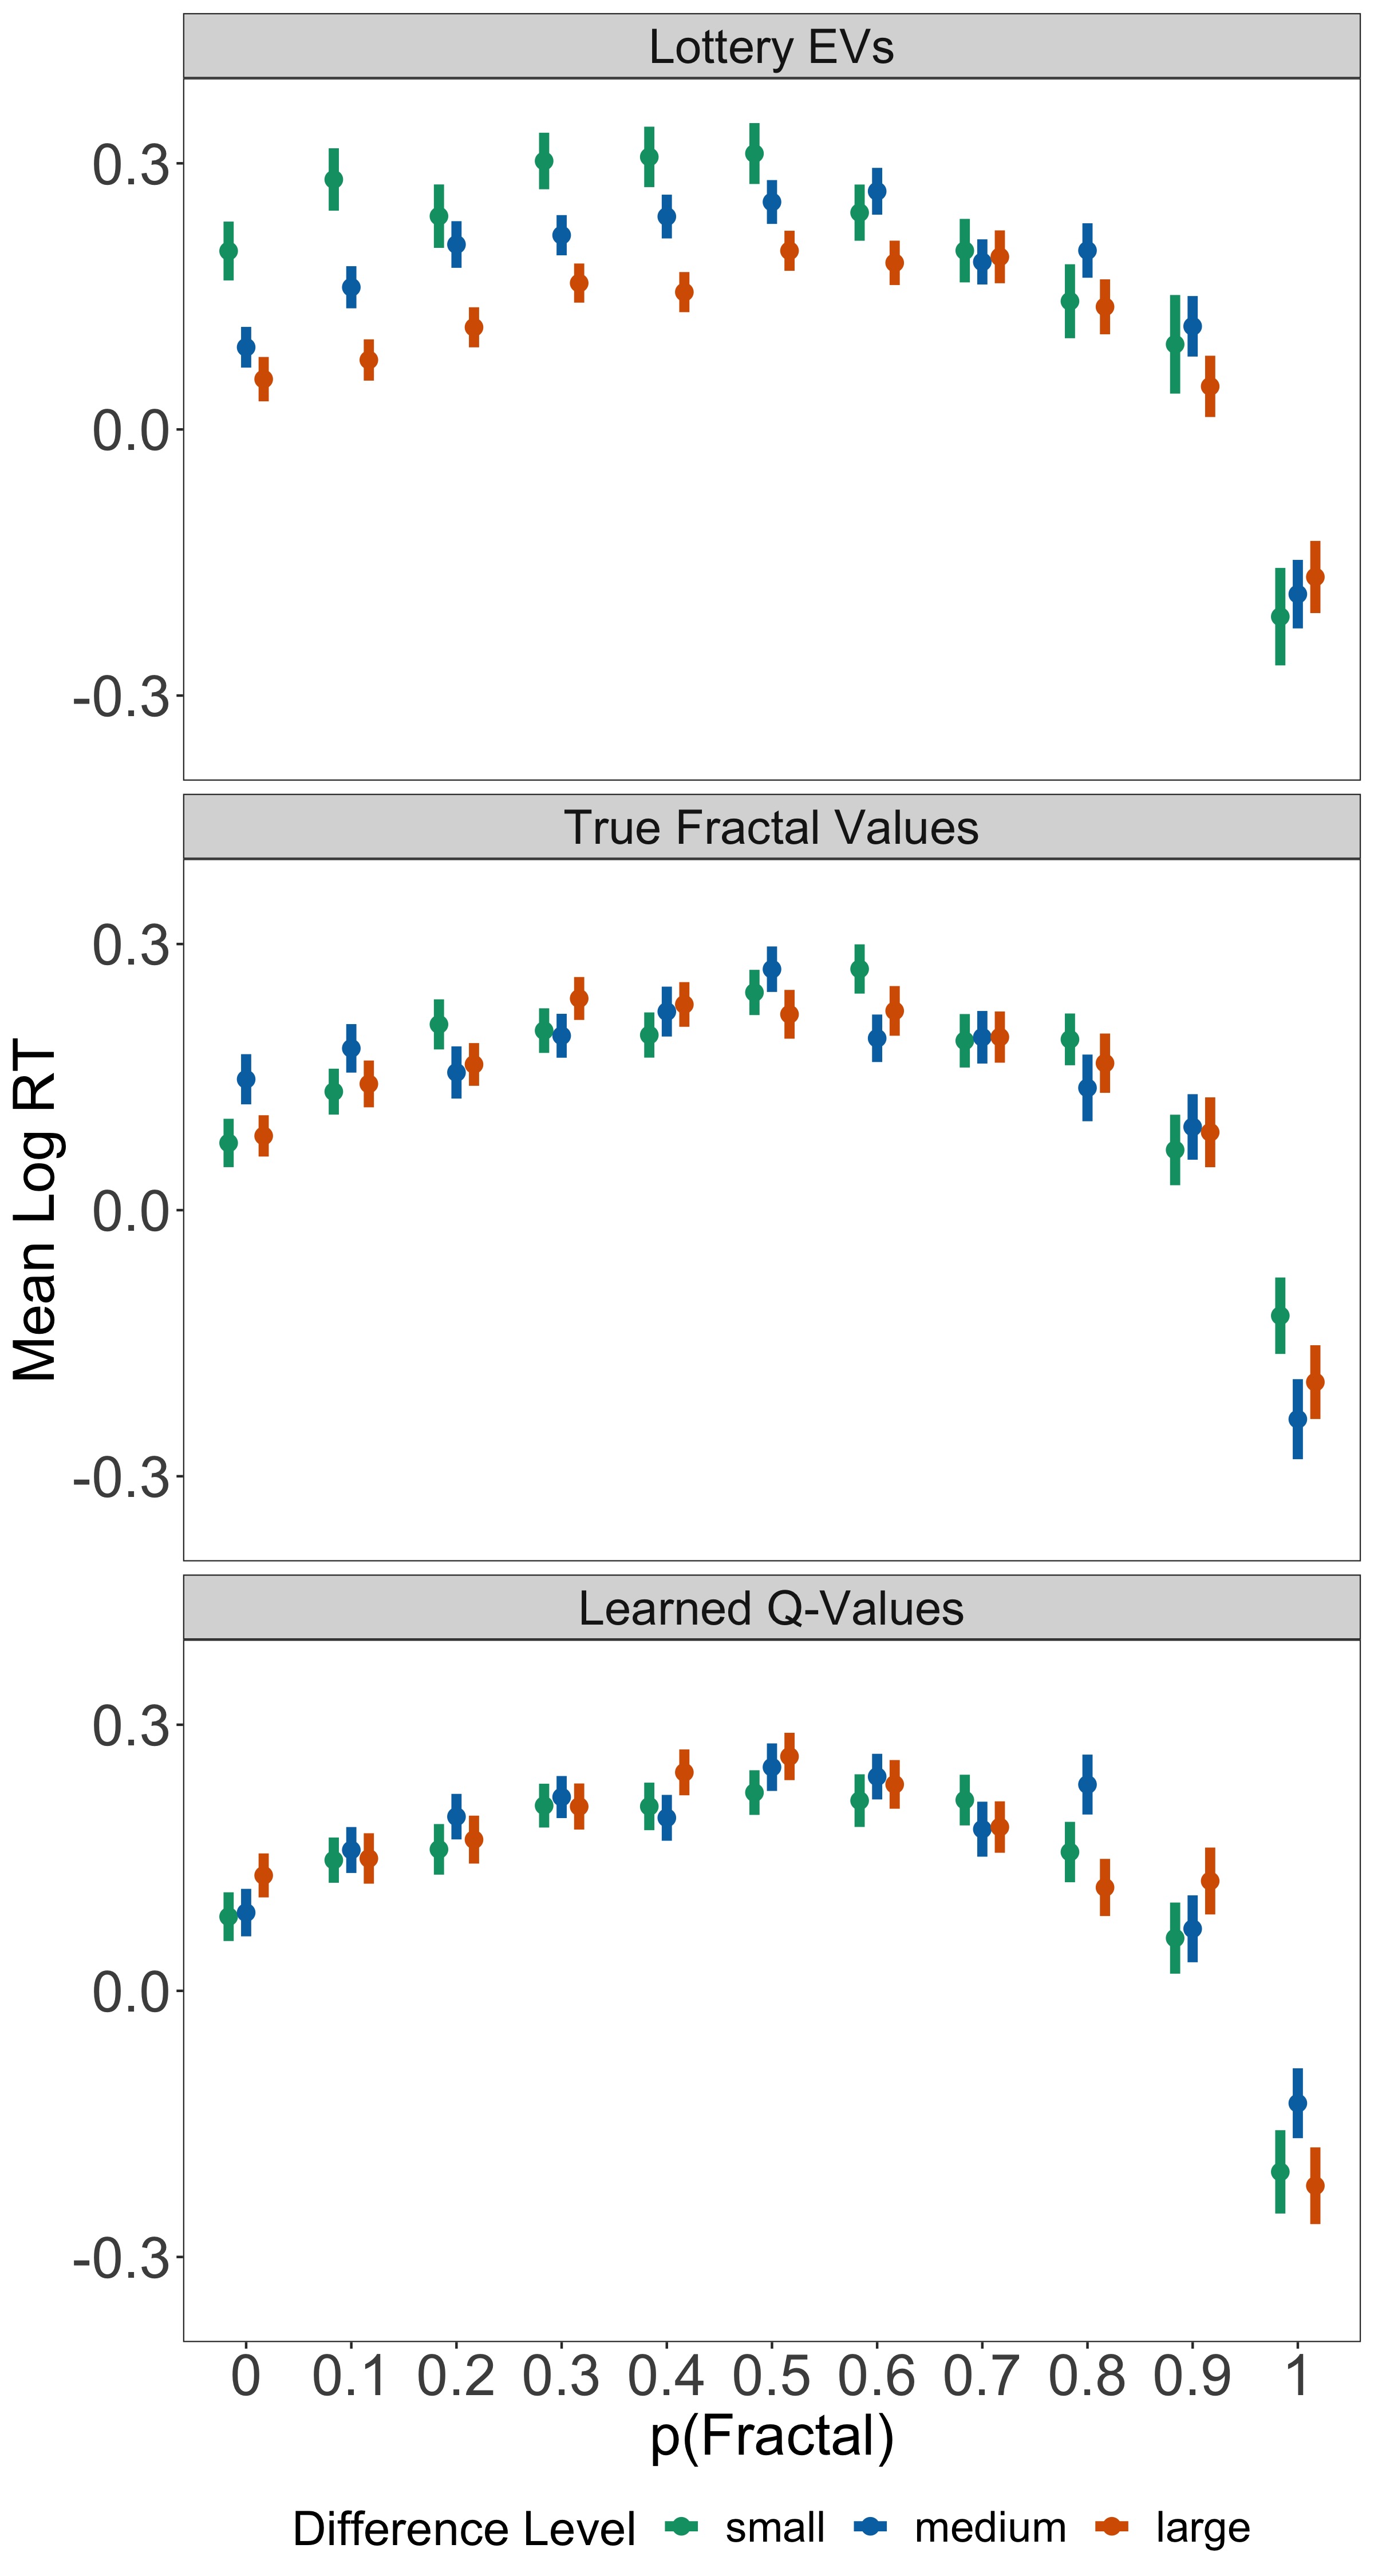 Lottery EVs
0.3
0.0
-0.3
True Fractal Values
0.3
0.0
-0.3
Mean Log RT
Learned Q-Values
0.3
0.0
-0.3
0 0.1 0.2 0.3 0.4 0.5 0.6 0.7 0.8 0.9 1
p(Fractal)
Difference Level small medium large